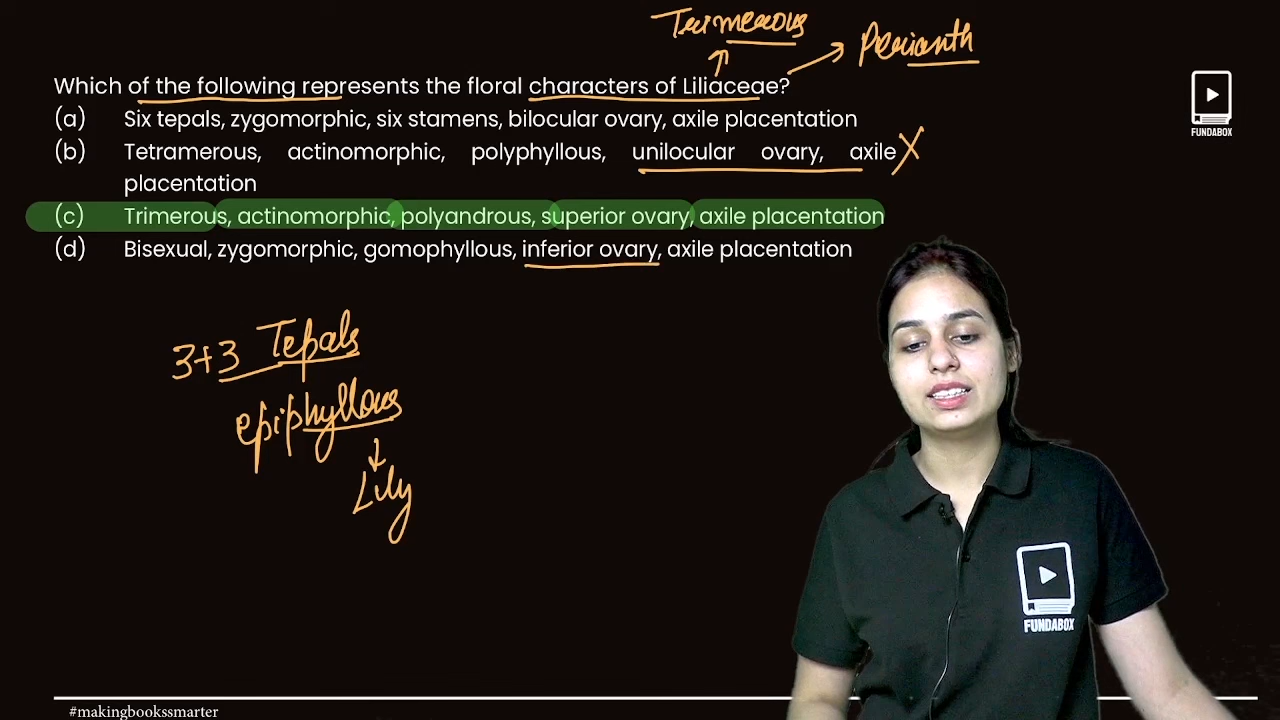 Trimerous
Perianth
Which of the following represents the floral characters of Liliaceae?
(a) Six tepals, zygomorphic, six stamens, bilocular ovary, axile placentation
(b) Tetramerous, actinomorphic, polyphyllous, unilocular ovary, axile
placentation
(c) Trimerous, actinomorphic, polyandrous, superior ovary, axile placentation
(d) Bisexual, zygomorphic, gomophyllous, inferior ovary, axile placentation
FUNDABOX
3+3 Tepals
epiphyllous
Lily
FUNDABOX
#makingbookssmarter